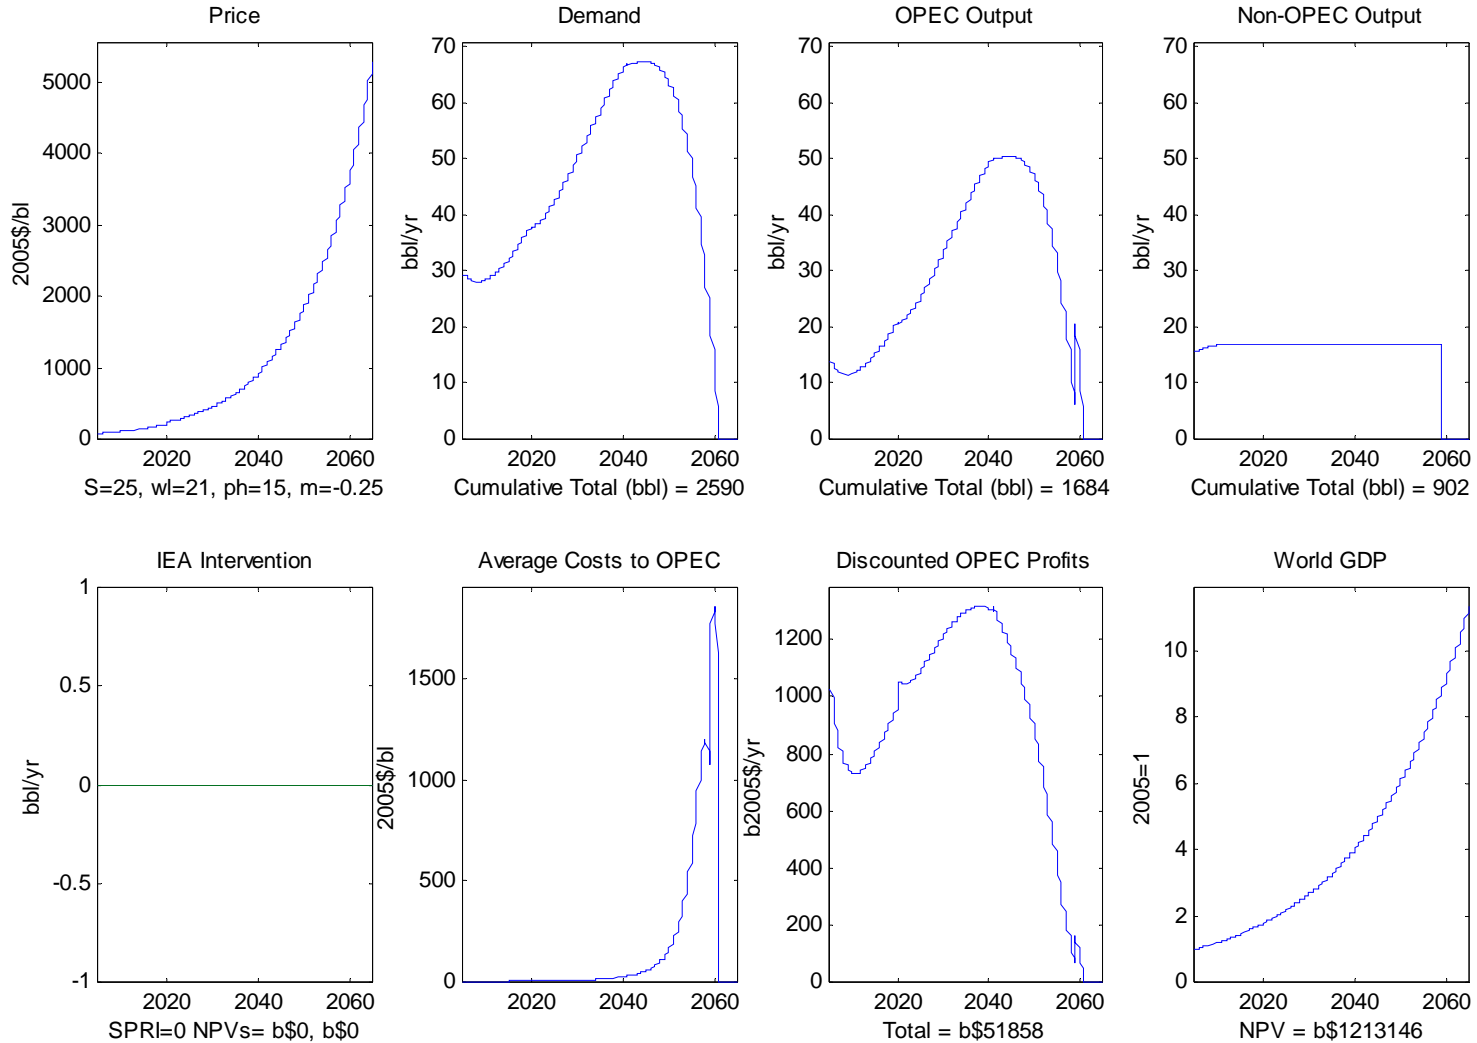 Price
5000
4000
3000
2000
1000
0
2005$/bl
2020 2040 2060
S=25, wl=21, ph=15, m=-0.25
Demand
70
60
50
40
30
20
10
0
bbl/yr
2020 2040 2060
Cumulative Total (bbl) = 2590
OPEC Output
70
60
50
40
30
20
10
0
bbl/yr
2020 2040 2060
Cumulative Total (bbl) = 1684
Non-OPEC Output
70
60
50
40
30
20
10
0
bbl/yr
2020 2040 2060
Cumulative Total (bbl) = 902
IEA Intervention
1
0.5
0
-0.5
-1
bbl/yr
2020 2040 2060
SPRI=0 NPVs= b$0, b$0
Average Costs to OPEC
1500
1000
500
0
2005$/bl
2020 2040 2060
Discounted OPEC Profits
1200
1000
800
600
400
200
0
b2005$/yr
2020 2040 2060
Total = b$51858
World GDP
10
8
6
4
2
0
2005=1
2020 2040 2060
NPV = b$1213146